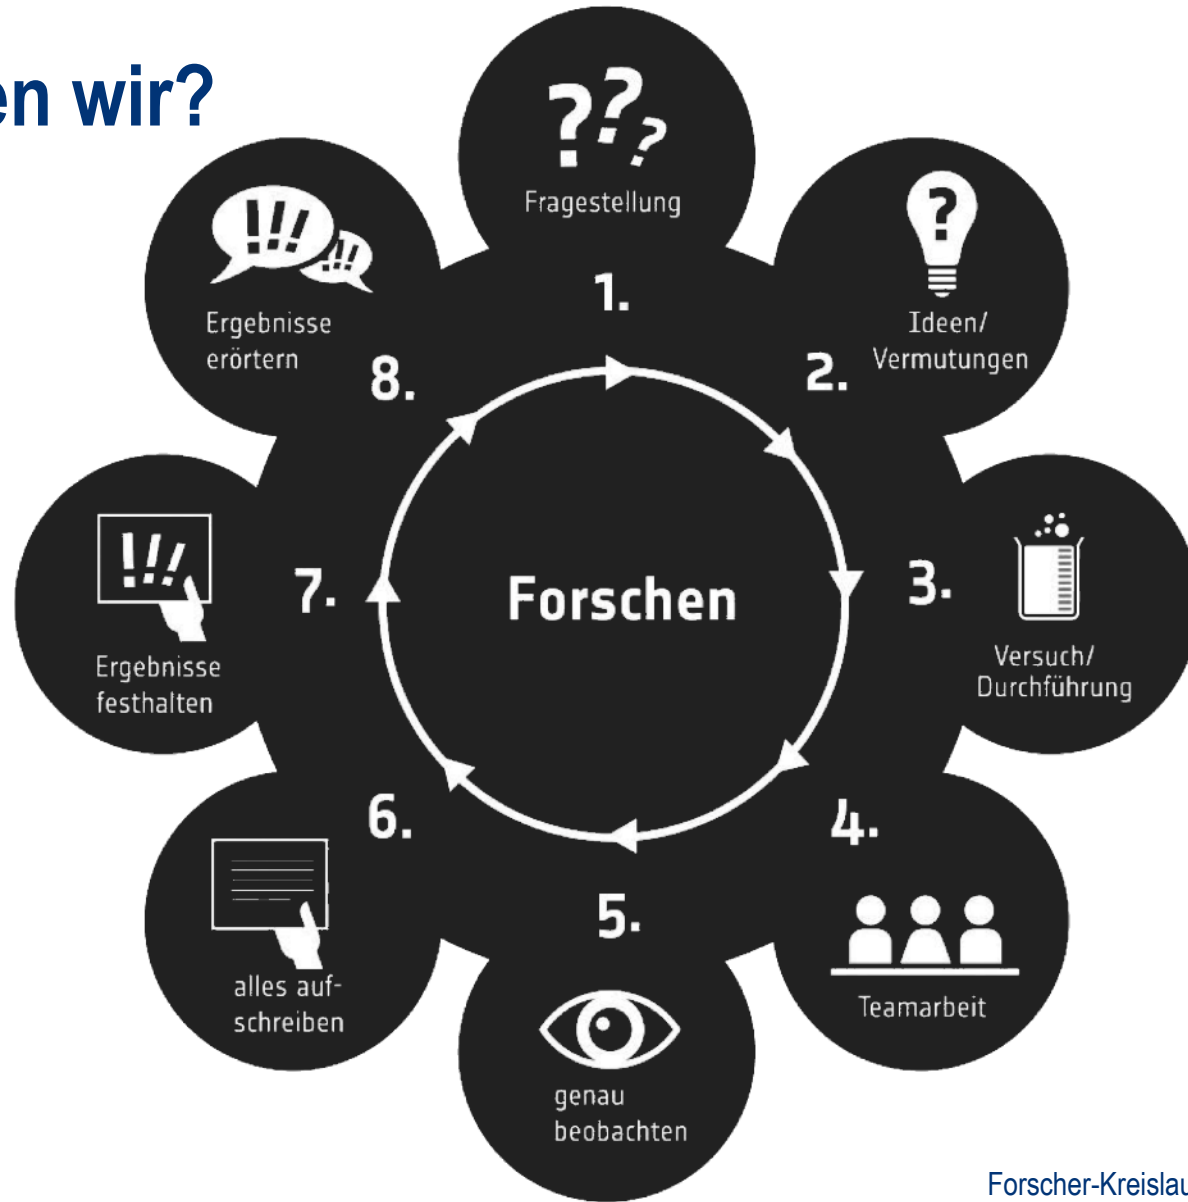 en wir?
???
Fragestellung
1.
?
Ideen/
Vermutungen
2.
Versuch/
Durchführung
3.
Teamarbeit
4.
genau
beobachten
5.
alles auf-
schreiben
6.
!!!
Ergebnisse
festhalten
7.
!!! !!!
Ergebnisse
erörtern
8.
Forschen
Forscher-Kreislau